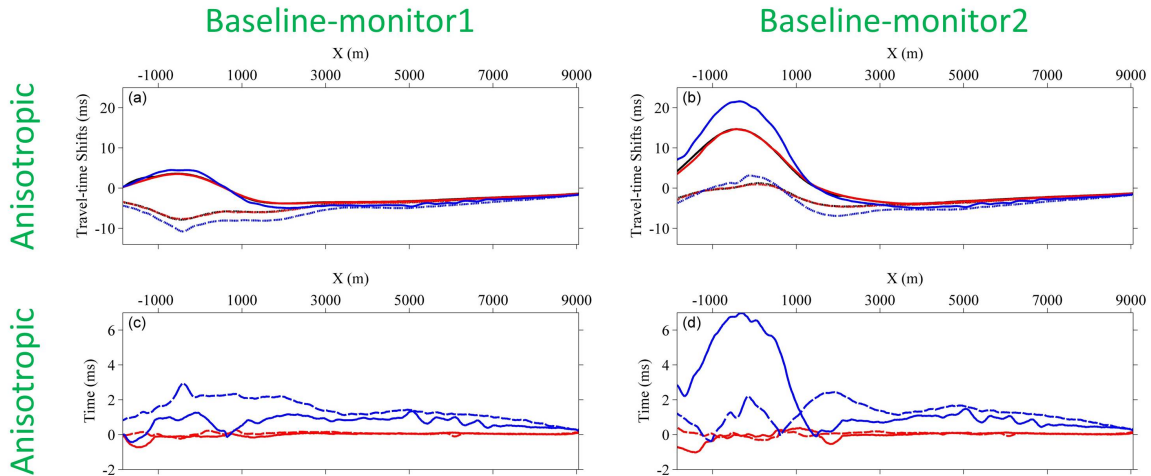 Baseline-monitor1
Baseline-monitor2
Anisotropic
X (m)
-1000 1000 3000 5000 7000 9000
(a)
Travel-time Shifts (ms)
20
10
0
-10
X (m)
-1000 1000 3000 5000 7000 9000
(b)
Travel-time Shifts (ms)
20
10
0
-10
Anisotropic
X (m)
-1000 1000 3000 5000 7000 9000
(c)
Time (ms)
6
4
2
0
-2
X (m)
-1000 1000 3000 5000 7000 9000
(d)
Time (ms)
6
4
2
0
-2